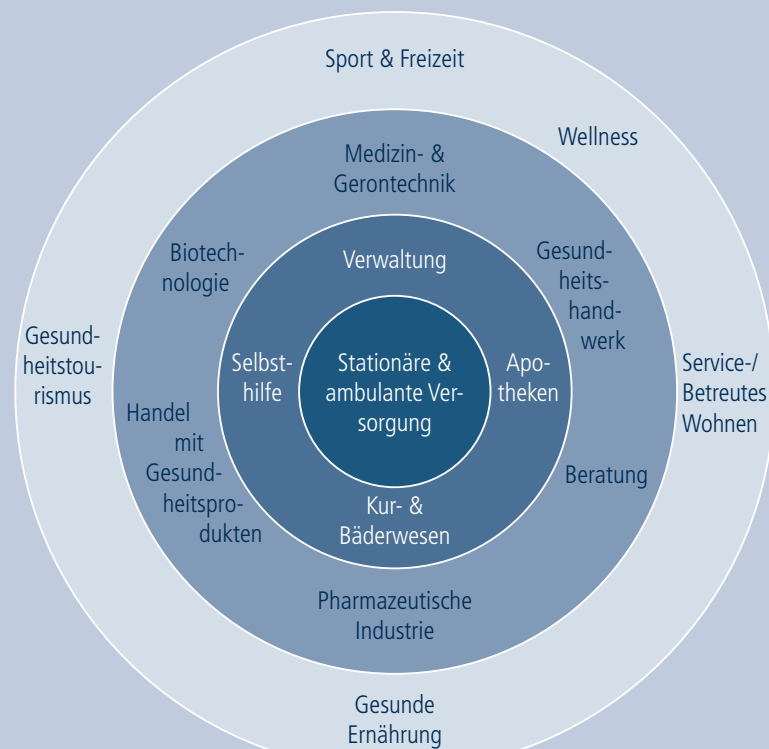 Sport & Freizeit
Wellness
Medizin- &
Gerontechnik
Biotech-
nologie
Verwaltung
Gesund-
heits-
hand-
werk
Gesund-
heitstou-
rismus
Selbst-
hilfe
Stationäre &
ambulante Ver-
sorgung
Apo-
theken
Service-/
Betreutes
Wohnen
Handel
mit
Gesund-
heitspro-
dukten
Beratung
Kur- &
Bäderwesen
Pharmazeutische
Industrie
Gesunde
Ernährung